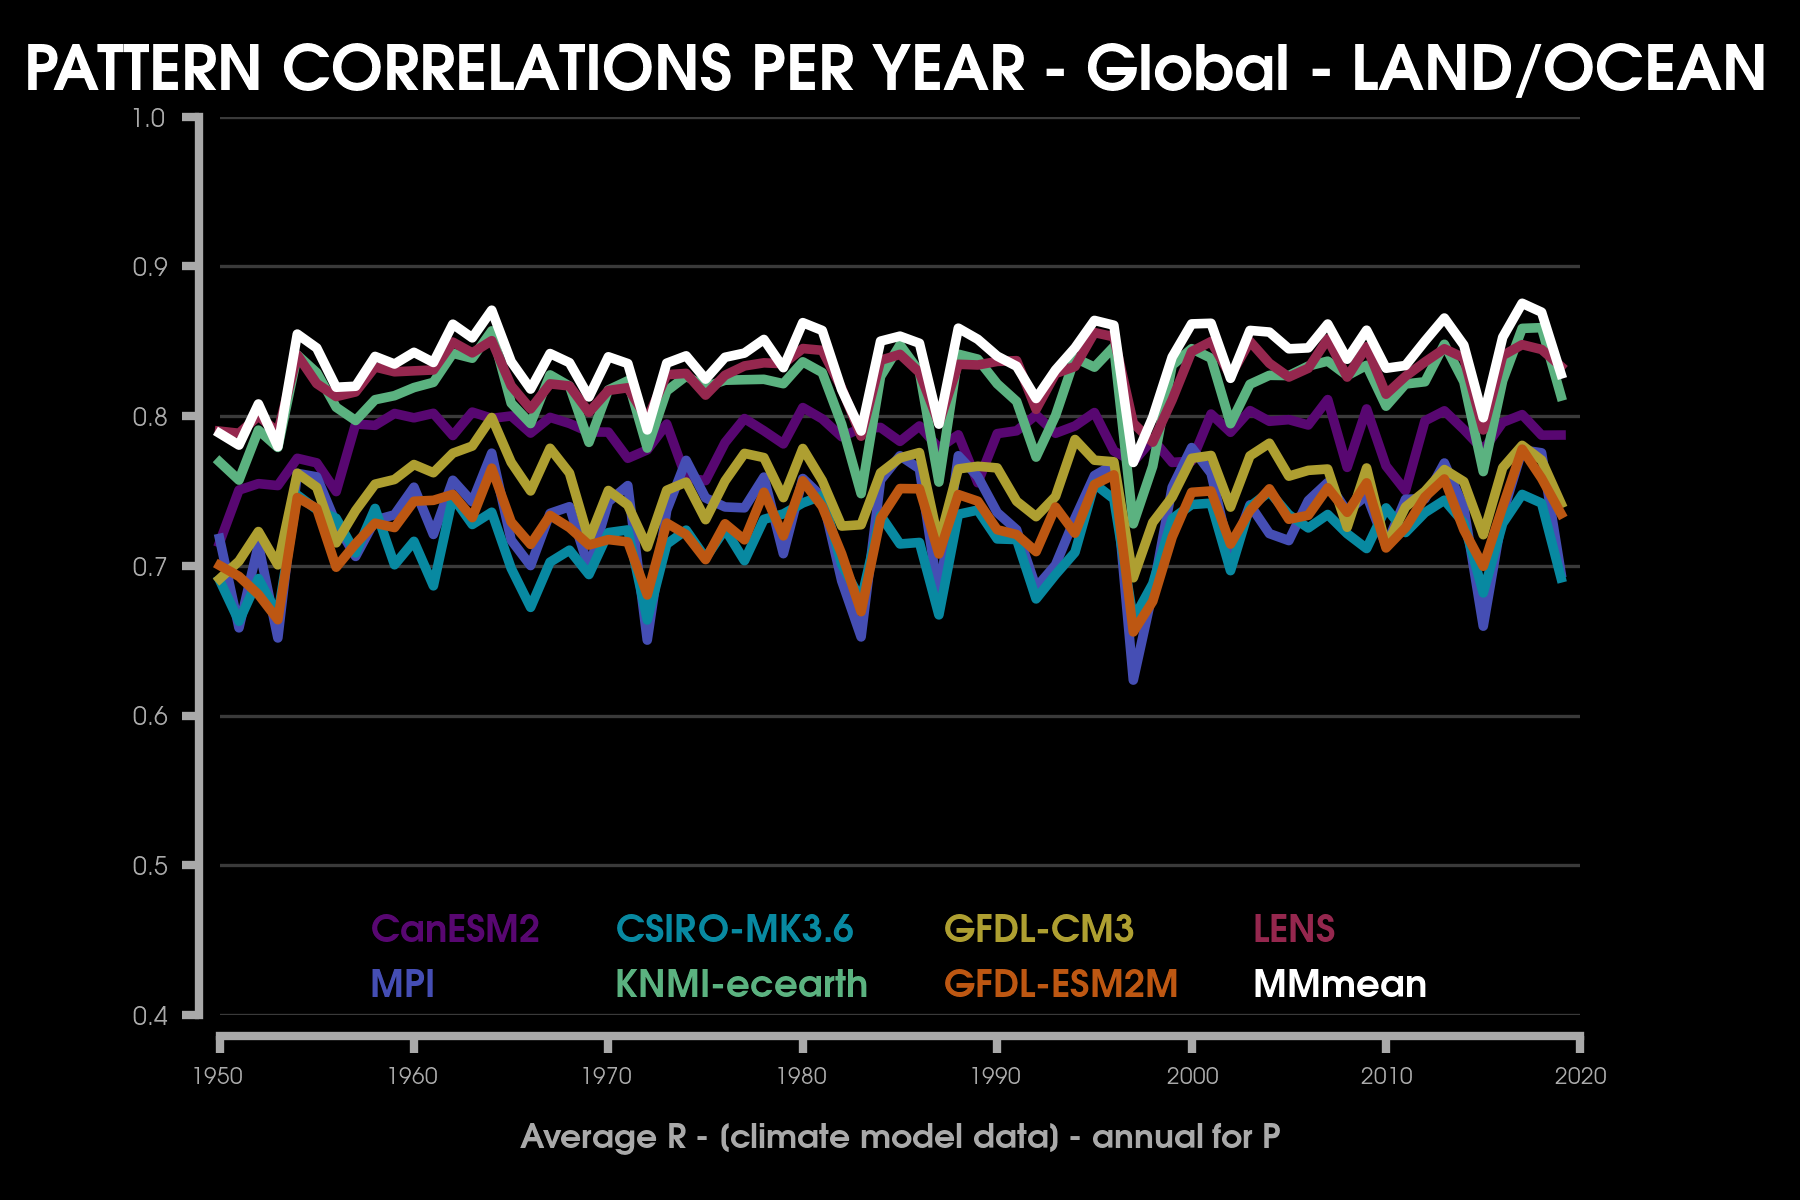 PATTERN CORRELATIONS PER YEAR - Global - LAND/OCEAN
1.0
0.9
0.8
0.7
0.6
0.5
0.4
CanESM2 CSIRO-MK3.6 GFDL-CM3 LENS
MPI KNMI-ecearth GFDL-ESM2M MMmean
1950 1960 1970 1980 1990 2000 2010 2020
Average R - (climate model data) - annual for P